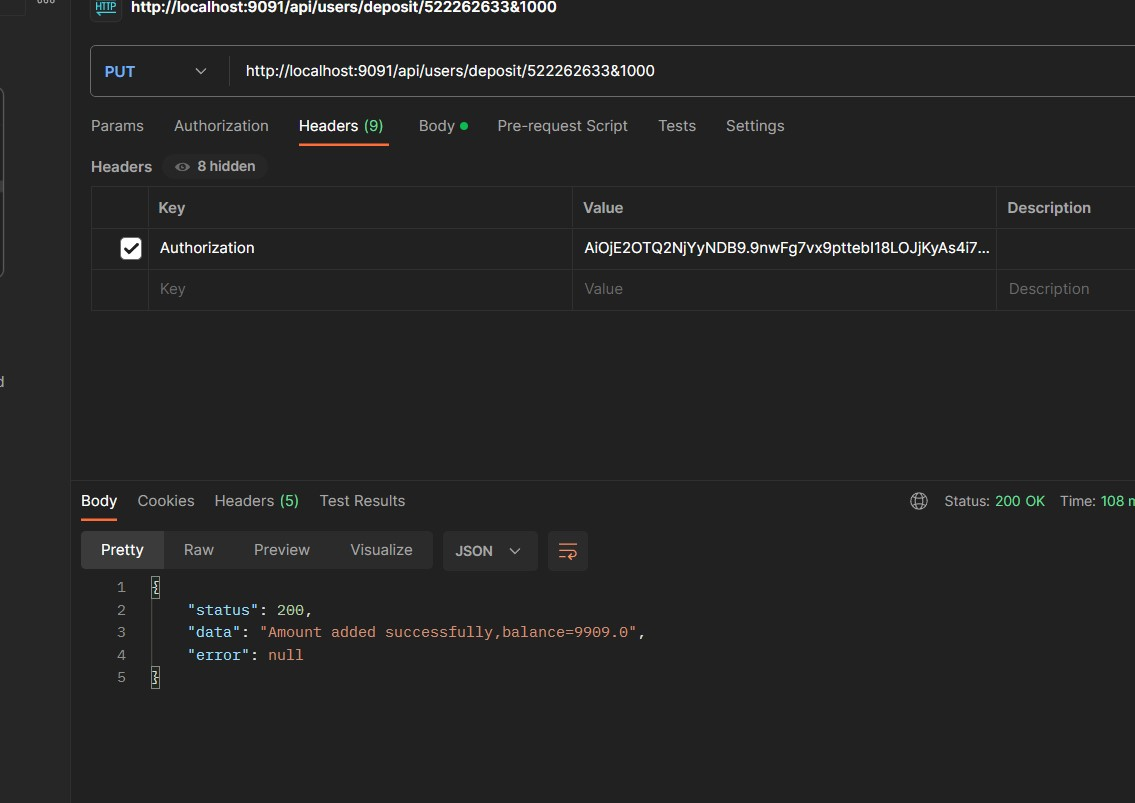 HTTP http://localhost:9091/api/users/deposit/522262633&1000
PUT http://localhost:9091/api/users/deposit/522262633&1000
Params Authorization Headers (9) Body Pre-request Script Tests Settings
Headers 8 hidden
Key Value Description
Authorization AiOjE2OTQ2NjYyNDB9.9nwFg7vx9pttebI18LOJjKyAs4i7...
Key Value Description
d
Body Cookies Headers (5) Test Results Status: 200 OK Time: 108 m
Pretty Raw Preview Visualize JSON
1 {
2 "status": 200,
3 "data": "Amount added successfully,balance=9909.0",
4 "error": null
5 }